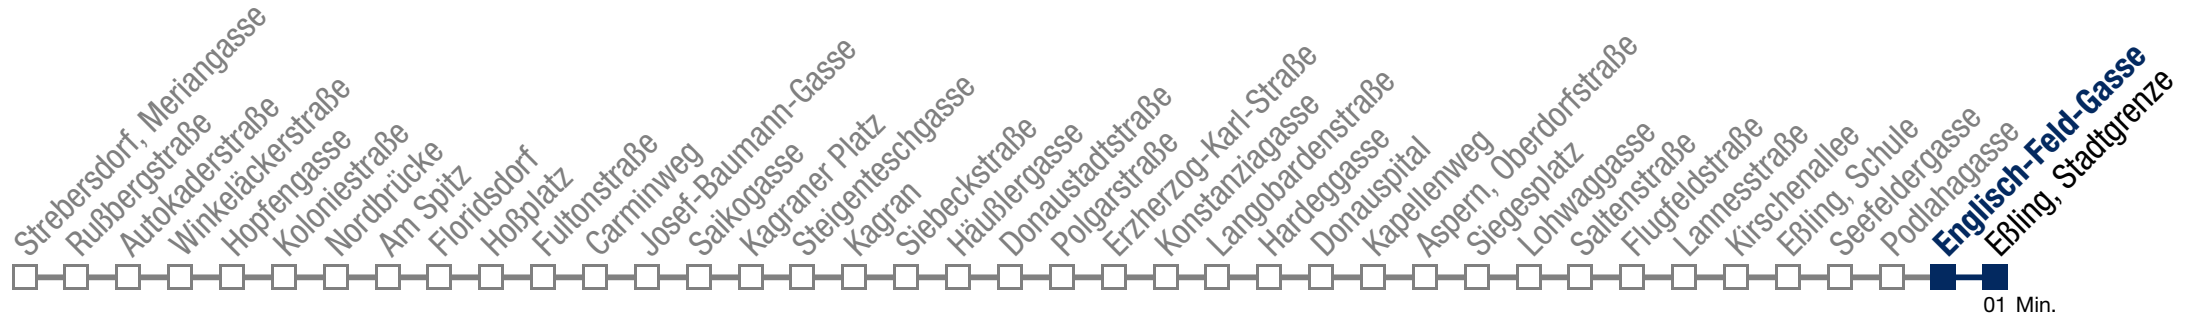 Strebersdorf, Meriangasse
Rußbergstraße
Autokaderstraße
Winkeläckerstraße
Hopfengasse
Koloniestraße
Nordbrücke
Am Spitz
Floridsdorf
Hoßplatz
Fultonstraße
Carminweg
Josef-Baumann-Gasse
Saikogasse
Kagraner Platz
Steigenteschgasse
Kagran
Siebeckstraße
Häußlergasse
Donaustadtstraße
Polgarstraße
Erzherzog-Karl-Straße
Konstanziagasse
Langobardenstraße
Hardeggasse
Donauspital
Kapellenweg
Aspern, Oberdorfstraße
Siegesplatz
Lohwaggasse
Saltenstraße
Flugfeldstraße
Lannesstraße
Kirschenallee
Eßling, Schule
Seefeldergasse
Podlahagasse
Englisch-Feld-Gasse
Eßling, Stadtgrenze
01 Min.